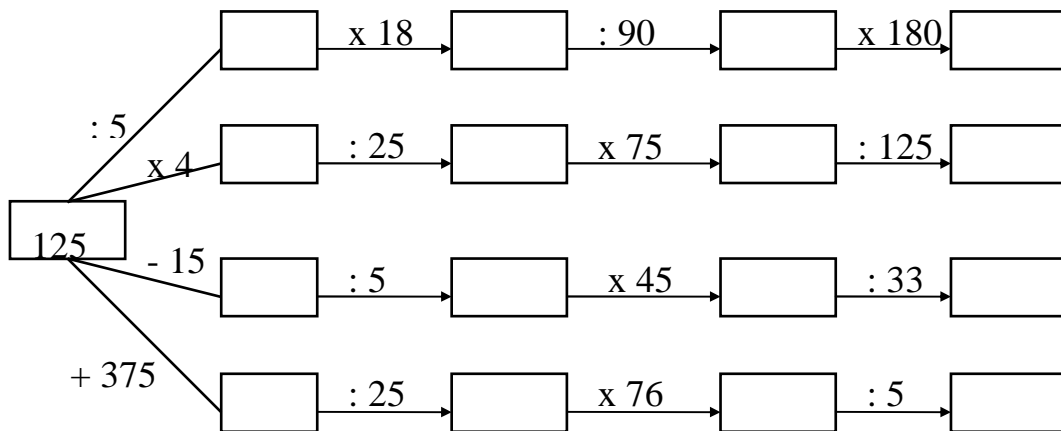 x 18 : 90 x 180
: 5
x 4 : 25 x 75 : 125
125
- 15 : 5 x 45 : 33
+ 375
: 25 x 76 : 5